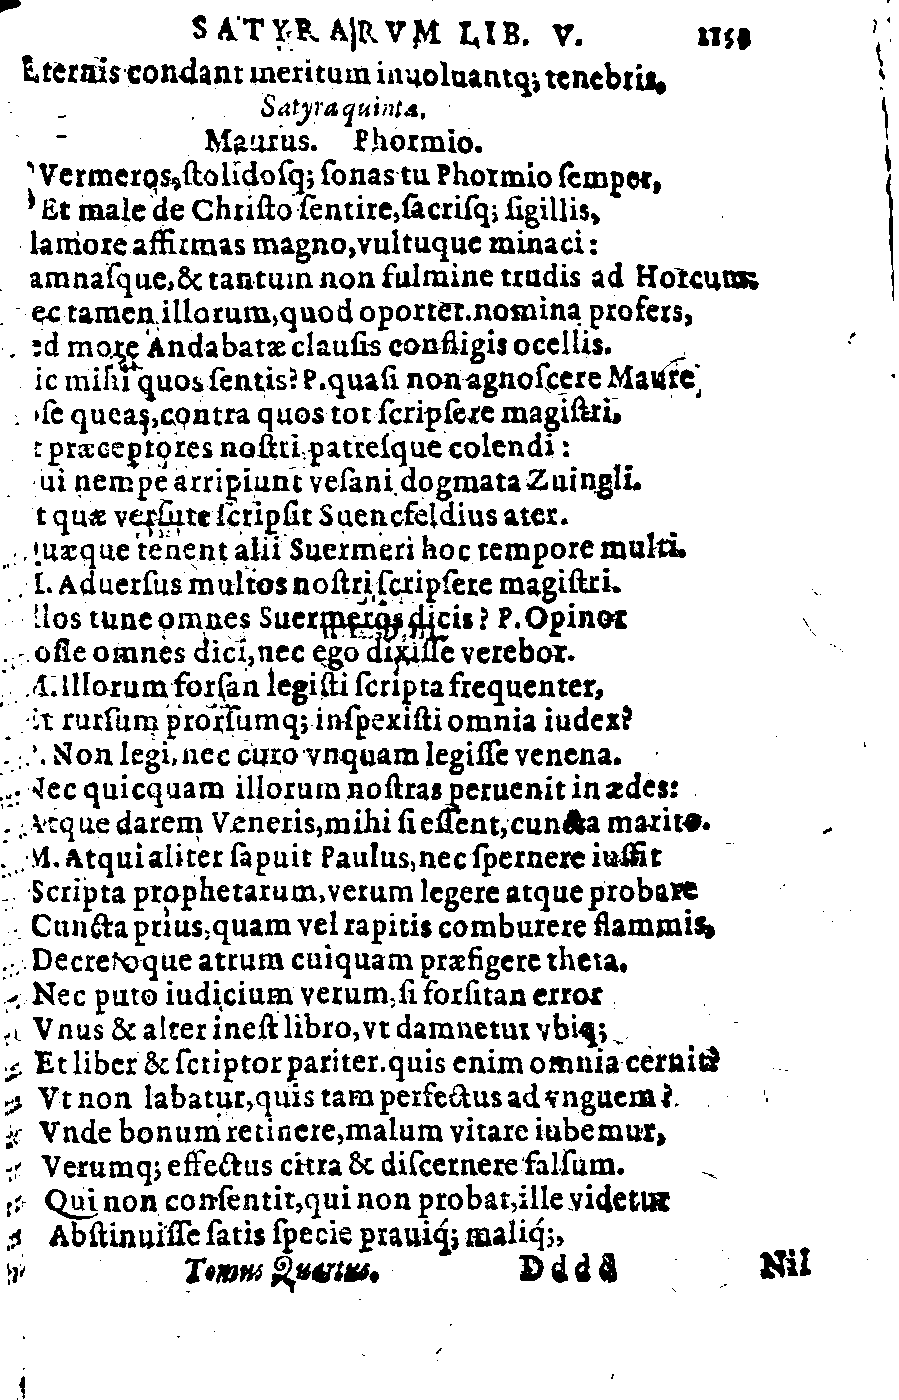 SATYRARVM LIB. V. 1153
Eternis condant meritum inuoluantq; tenebris.
Satyra quinta.
Maurus. Phormio.
Vermeros, ſtolidoſq; ſonas tu Phormio ſemper,
Et male de Chriſto ſentire, ſacriſq; ſigillis,
lamore affirmas magno, vultuque minaci:
amnaſque, & tantum non fulmine trudis ad Horcum:
ec tamen illorum, quod oportet. nomina profers,
ed more Andabatæ clauſis confligis ocellis.
ic mihi quos ſentis? P. quaſi non agnoſcere Maure
ſe queas, contra quos tot ſcripſere magiſtri.
t præceptores noſtri, patreſque colendi:
ui nempe arripiunt veſani dogmata Zuingli.
t quæ verſute ſcripſit Suencfeldius ater.
uæque tenent alii Suermeri hoc tempore multi.
M. Aduerſus multos noſtri ſcripſere magiſtri.
llos tune omnes Suermeros dicis? P. Opinor
oſſe omnes dici, nec ego dixiſſe verebor.
M. Illorum forſan legiſti ſcripta frequenter,
Et rurſum prorſumq; inſpexiſti omnia iudex?
P. Non legi, nec curo vnquam legiſſe venena.
Nec quicquam illorum noſtras peruenit in ædes:
Atque darem Veneris, mihi ſi eſſent, cuncta marito.
M. Atqui aliter ſapuit Paulus, nec ſpernere iuſſit
Scripta prophetarum, verum legere atque probare
Cuncta prius, quam vel rapitis comburere flammis,
Decretoque atrum cuiquam præfigere theta.
Nec puto iudicium verum, ſi forſitan error
Vnus & alter ineſt libro, vt damnetur vbiq;
Et liber & ſcriptor pariter. quis enim omnia cernit?
Vt non labatur, quis tam perfectus ad vnguem?
Vnde bonum retinere, malum vitare iubemur,
Verumq; effectus citra & diſcernere falſum.
Qui non conſentit, qui non probat, ille videtur
Abſtinuiſſe ſatis ſpecie prauiq́; maliq́;,
Tomus Quartus. Dddd Nil